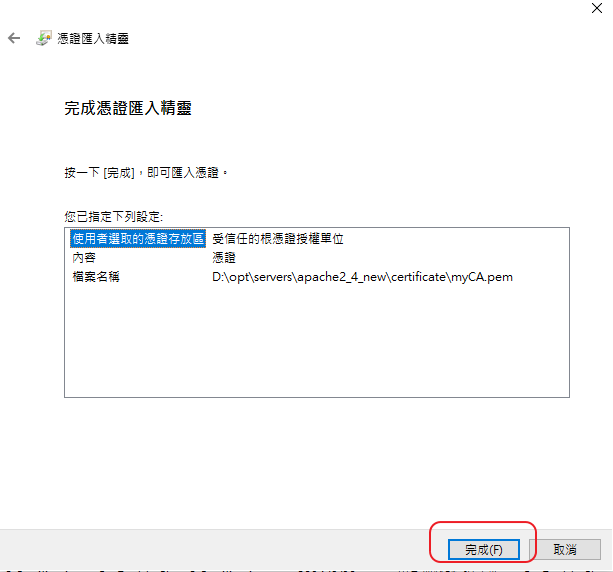 憑證匯入精靈
完成憑證匯入精靈
按一下 [完成]，即可匯入憑證。
您已指定下列設定:
使用者選取的憑證存放區 受信任的根憑證授權單位
內容 憑證
檔案名稱 D:\opt\servers\apache2_4_new\certificate\myCA.pem
完成(F) 取消